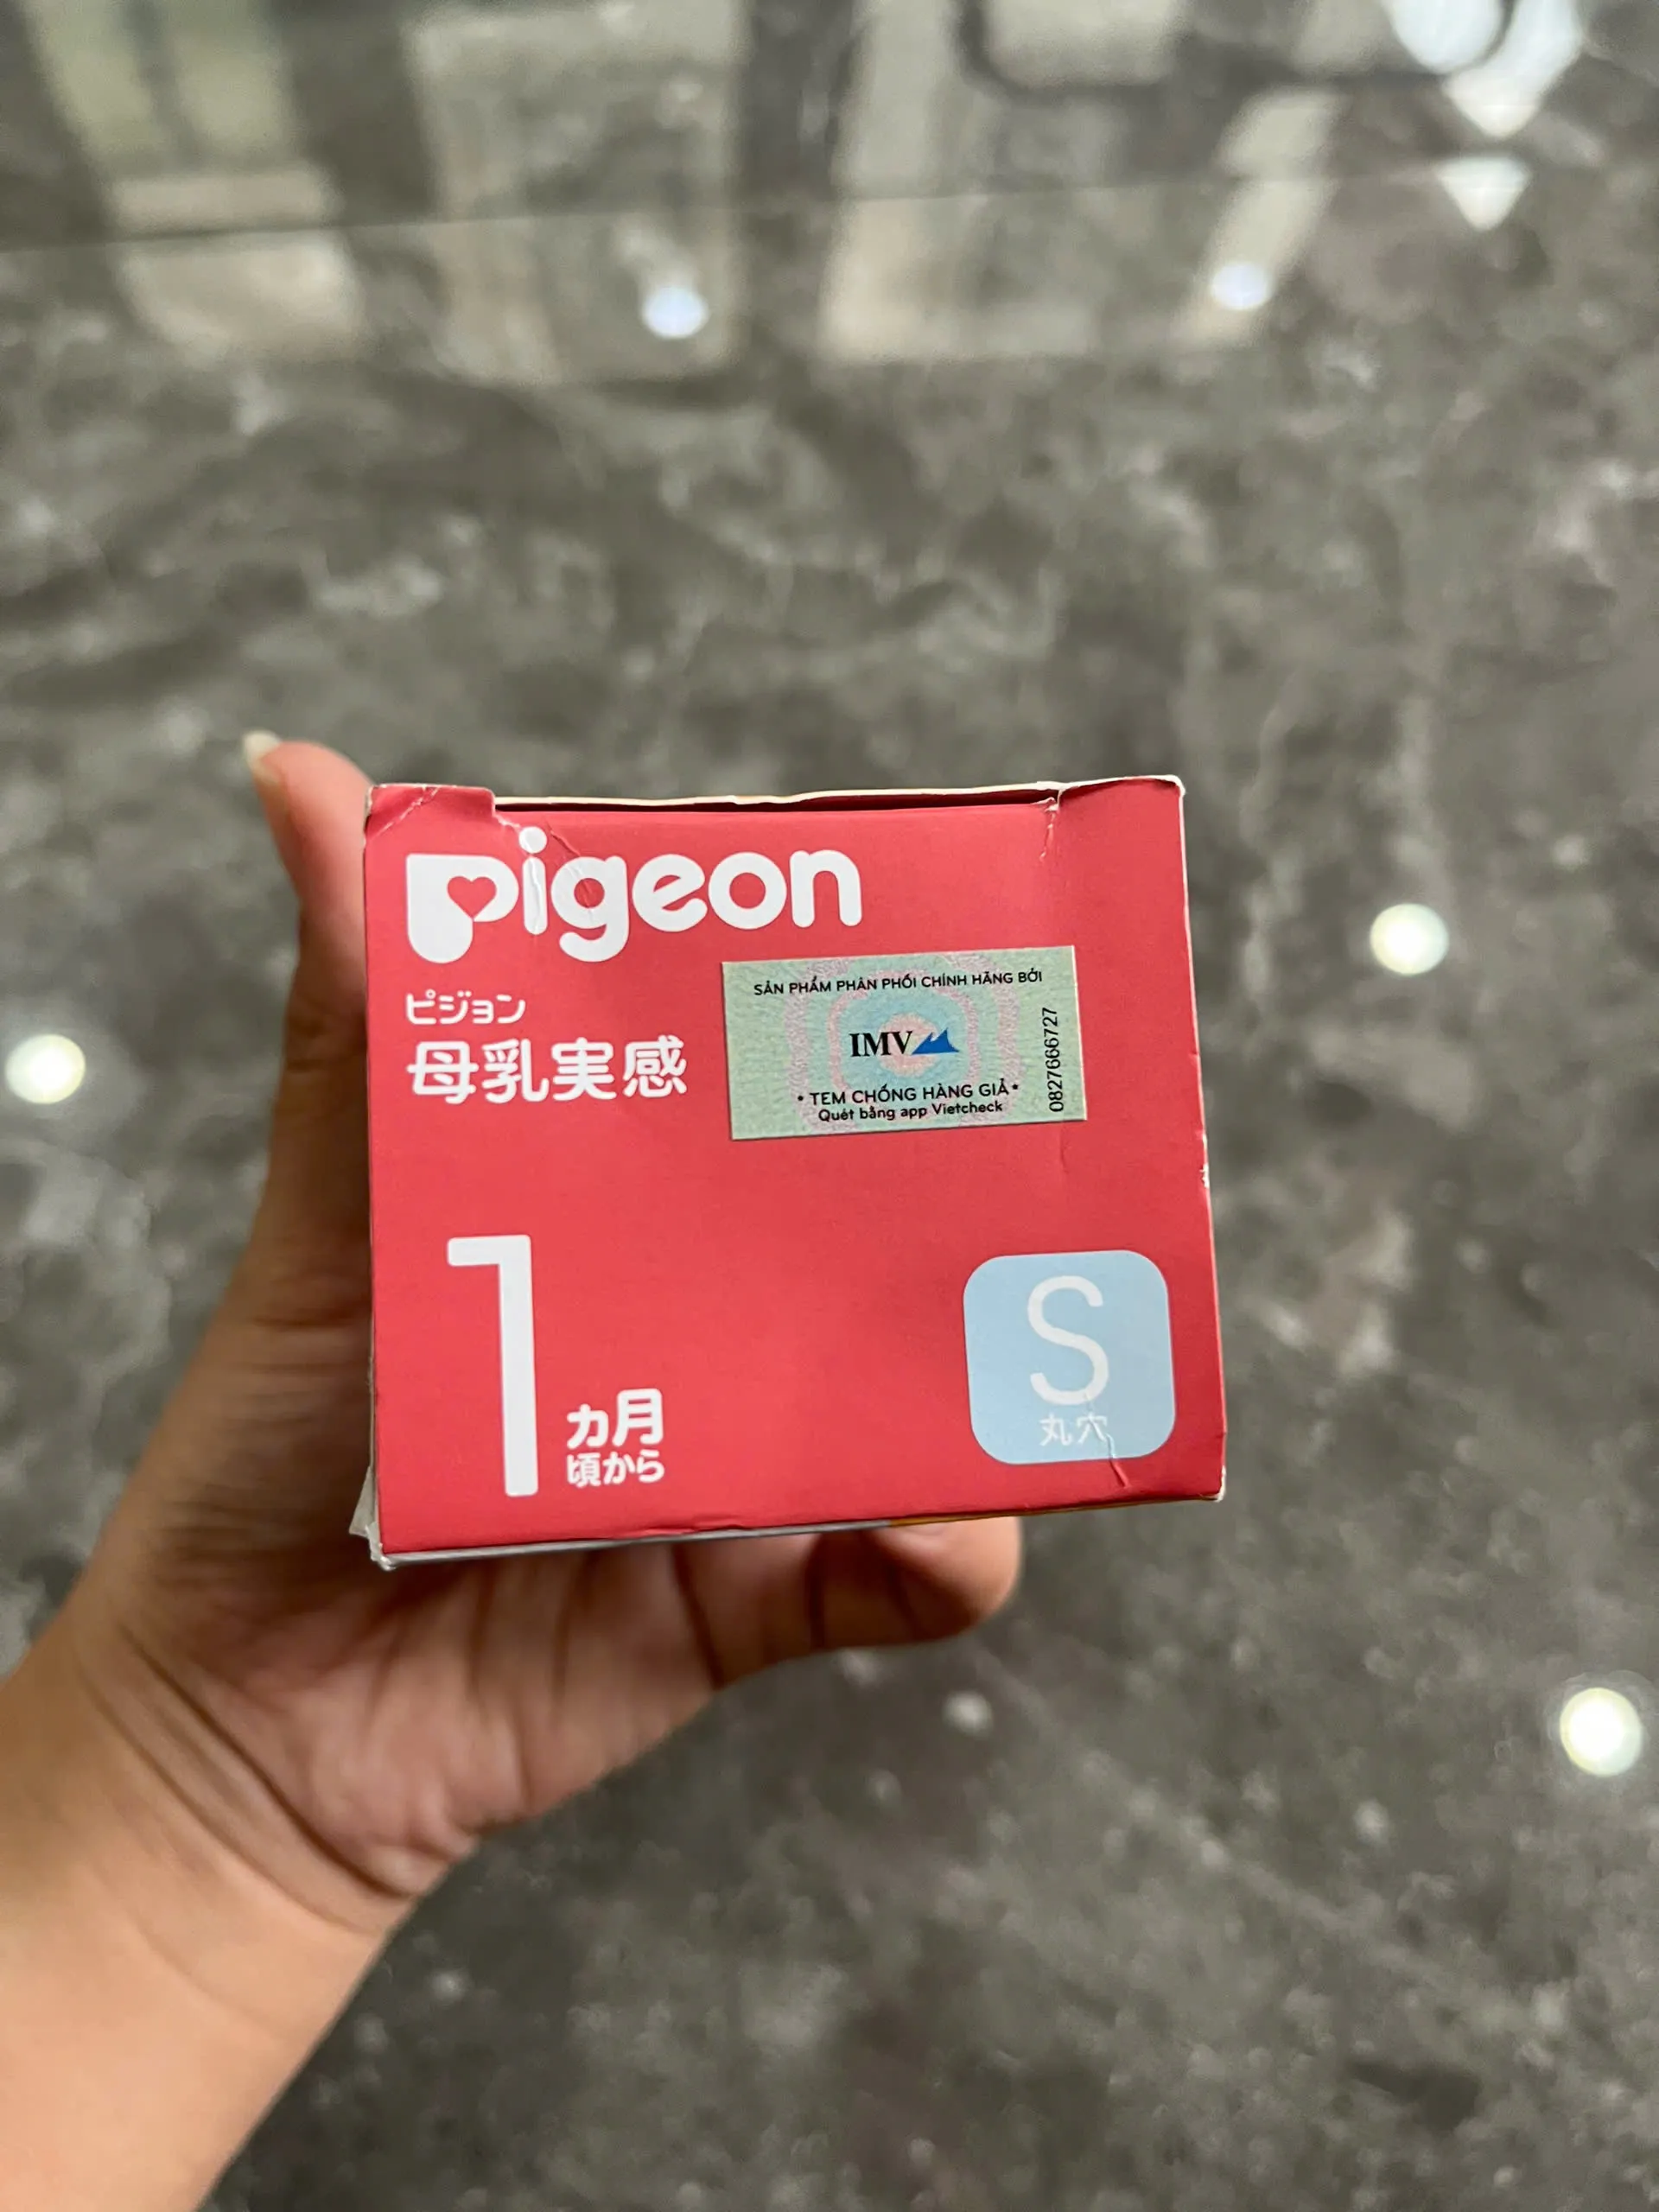 pigeon
ピジョン
母乳実感
SẢN PHẨM PHÂN PHỐI CHÍNH HÃNG BỞI
IMV
• TEM CHỐNG HÀNG GIẢ •
Quét bằng app Vietcheck
0827666727
1
カ月
頃から
S
丸穴